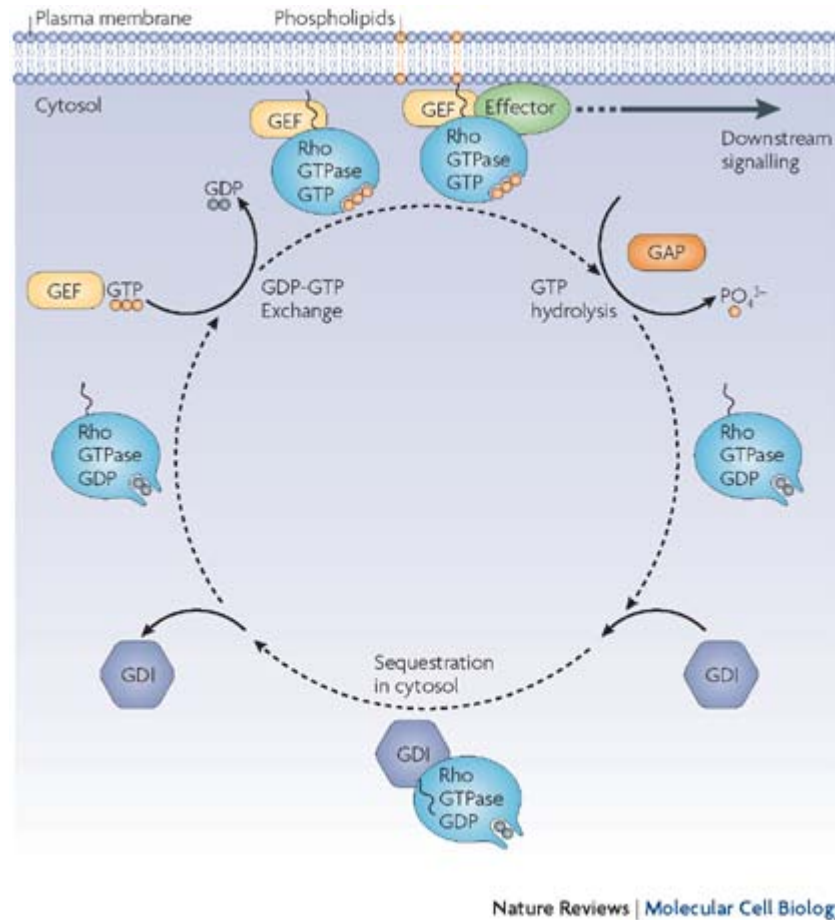 Plasma membrane
Phospholipids
Cytosol
GEF
Rho
GTPase
GTP
GEF
Effector
Rho
GTPase
GTP
Downstream
signalling
GDP
GEF
GTP
GDP-GTP
Exchange
GTP
hydrolysis
GAP
PO₄³⁻
Rho
GTPase
GDP
Rho
GTPase
GDP
GDI
Sequestration
in cytosol
GDI
GDI
Rho
GTPase
GDP
Nature Reviews | Molecular Cell Biolog